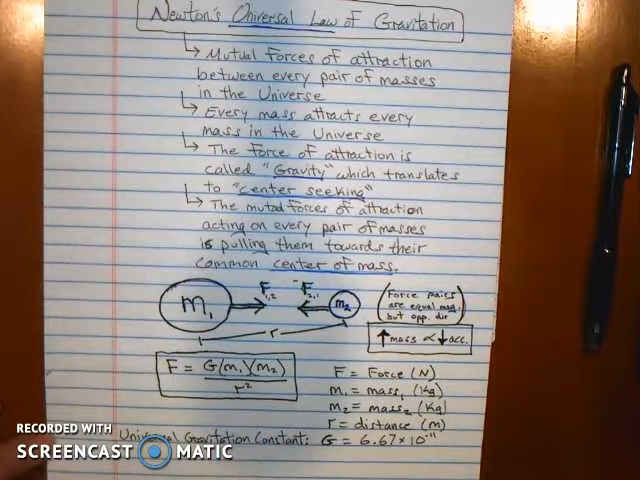 Newton's Universal Law of Gravitation
↳ Mutual forces of attraction
between every pair of masses
in the Universe
↳ Every mass attracts every
mass in the Universe
↳ The force of attraction is
called "Gravity" which translates
to "center seeking"
↳ The mutual forces of attraction
acting on every pair of masses
is pulling them towards their
common center of mass.
F1,2 -F2,1
m1 m2
(Force pairs
are equal mag.
but opp. dir)
r
↑mass ∝ ↓acc.
F = G(m1)(m2)/r²
F = Force (N)
m1 = mass1 (kg)
m2 = mass2 (kg)
r = distance (m)
Universal Gravitation Constant: G = 6.67×10⁻¹¹
RECORDED WITH
SCREENCAST O MATIC